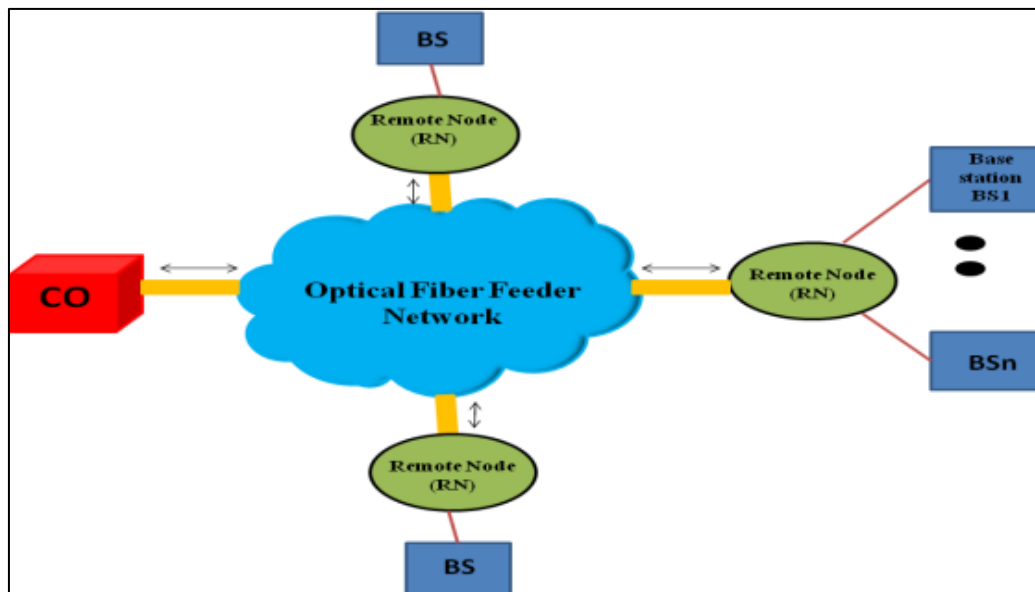 BS
Remote Node
(RN)
Base
station
BS1
CO
Optical Fiber Feeder
Network
Remote Node
(RN)
BSn
Remote Node
(RN)
BS